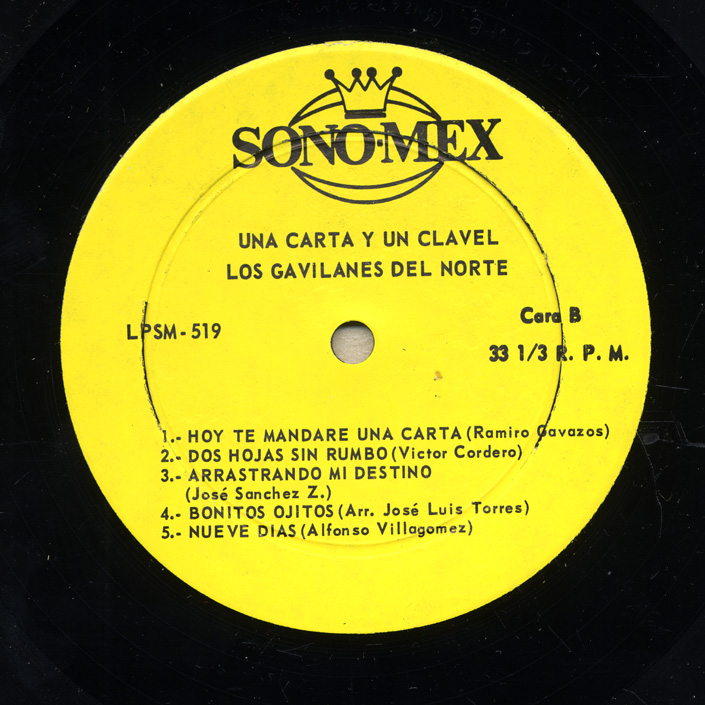 SONO·MEX
UNA CARTA Y UN CLAVEL
LOS GAVILANES DEL NORTE
LPSM-519
Cara B
33 1/3 R. P. M.
1.- HOY TE MANDARE UNA CARTA (Ramiro Gavazos)
2.- DOS HOJAS SIN RUMBO (Victor Cordero)
3.- ARRASTRANDO MI DESTINO
(José Sanchez Z.)
4.- BONITOS OJITOS (Arr. José Luis Torres)
5.- NUEVE DIAS (Alfonso Villagomez)